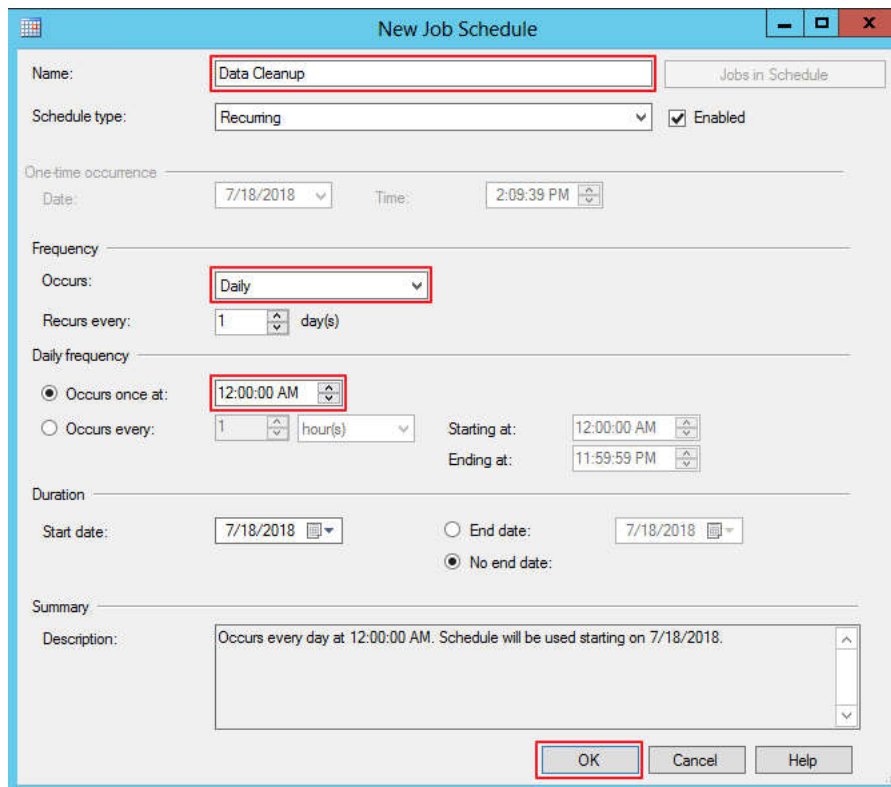 New Job Schedule
Name: Data Cleanup Jobs in Schedule
Schedule type: Recurring Enabled
One-time occurrence
Date: 7/18/2018 Time: 2:09:39 PM
Frequency
Occurs: Daily
Recurs every: 1 day(s)
Daily frequency
Occurs once at: 12:00:00 AM
Occurs every: 1 hour(s) Starting at: 12:00:00 AM
Ending at: 11:59:59 PM
Duration
Start date: 7/18/2018 End date: 7/18/2018
No end date:
Summary
Description: Occurs every day at 12:00:00 AM. Schedule will be used starting on 7/18/2018.
OK Cancel Help